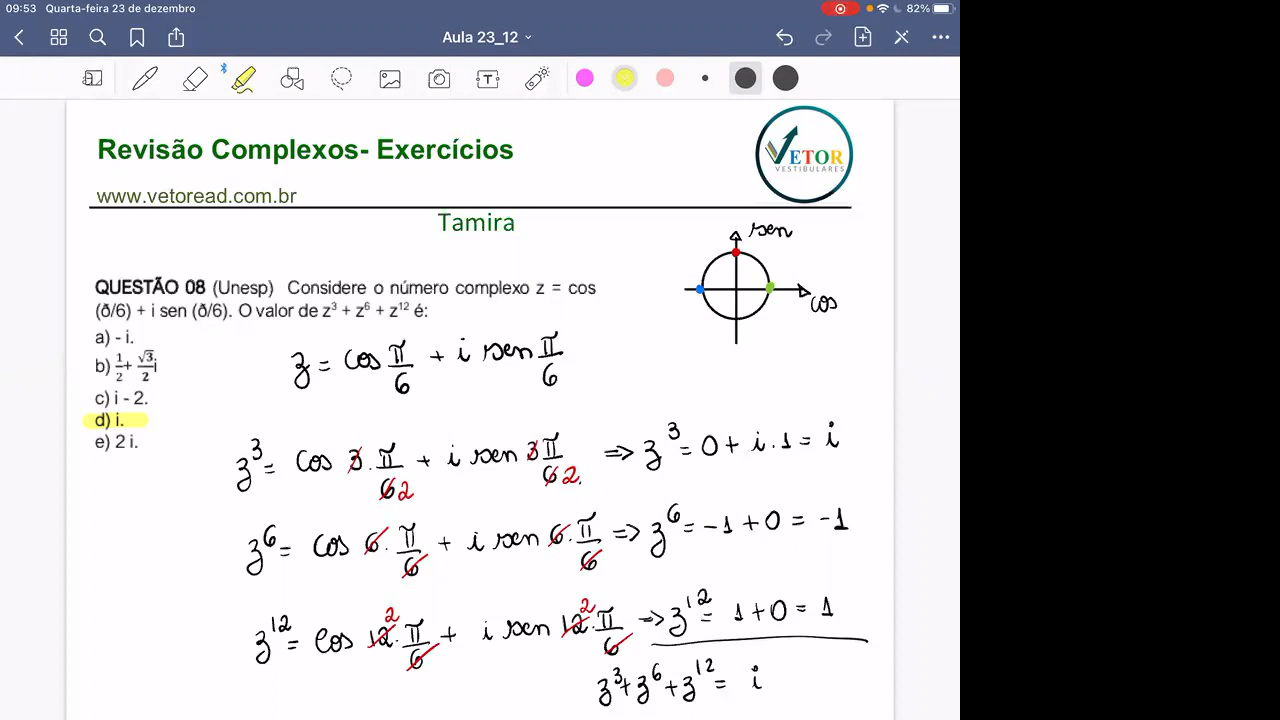 09:53 Quarta-feira 23 de dezembro 82%
Aula 23_12
Revisão Complexos- Exercícios
VETOR
VESTIBULARES
www.vetoread.com.br
Tamira
sen
cos
QUESTÃO 08 (Unesp) Considere o número complexo z = cos
(ð/6) + i sen (ð/6). O valor de z³ + z⁶ + z¹² é:
a) - i.
b) 1/2 + √3/2 i
c) i - 2.
d) i.
e) 2 i.
z = cos π/6 + i sen π/6
z³ = cos 3.π/6 2 + i sen 3π/6 2. => z³ = 0 + i.1 = i
z⁶ = cos 6.π/6 + i sen 6.π/6 => z⁶ = -1 + 0 = -1
z¹² = cos 12 2.π/6 + i sen 12 2.π/6 => z¹² = 1 + 0 = 1
z³ + z⁶ + z¹² = i